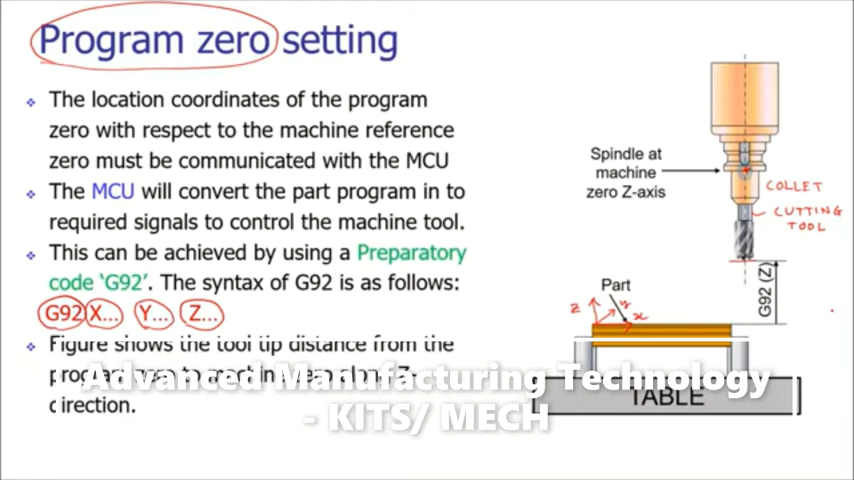 Program zero setting
The location coordinates of the program
zero with respect to the machine reference
zero must be communicated with the MCU
The MCU will convert the part program in to
required signals to control the machine tool.
This can be achieved by using a Preparatory
code ‘G92’. The syntax of G92 is as follows:
G92 X... Y... Z...
Figure shows the tool tip distance from the
direction.
Spindle at
machine
zero Z-axis
COLLET
CUTTING
TOOL
Part
Z Y X
G92 (Z)
TABLE
Advanced Manufacturing Technology
- KITS/ MECH